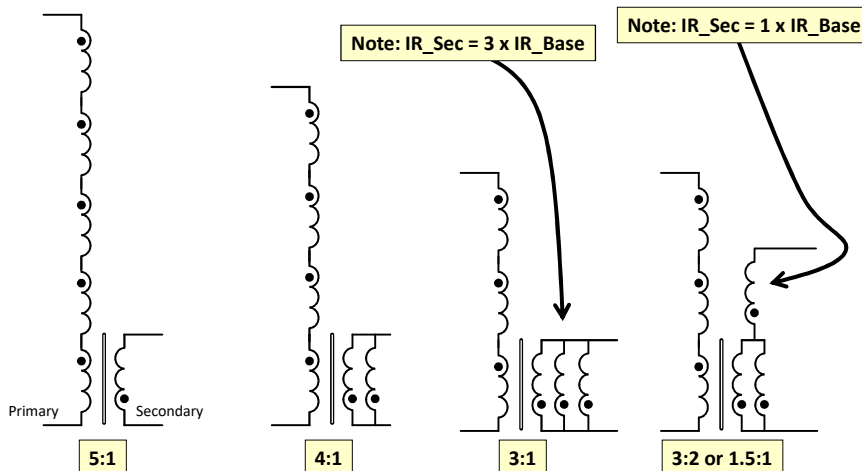 Note: IR_Sec = 3 x IR_Base
Note: IR_Sec = 1 x IR_Base
Primary
Secondary
5:1
4:1
3:1
3:2 or 1.5:1